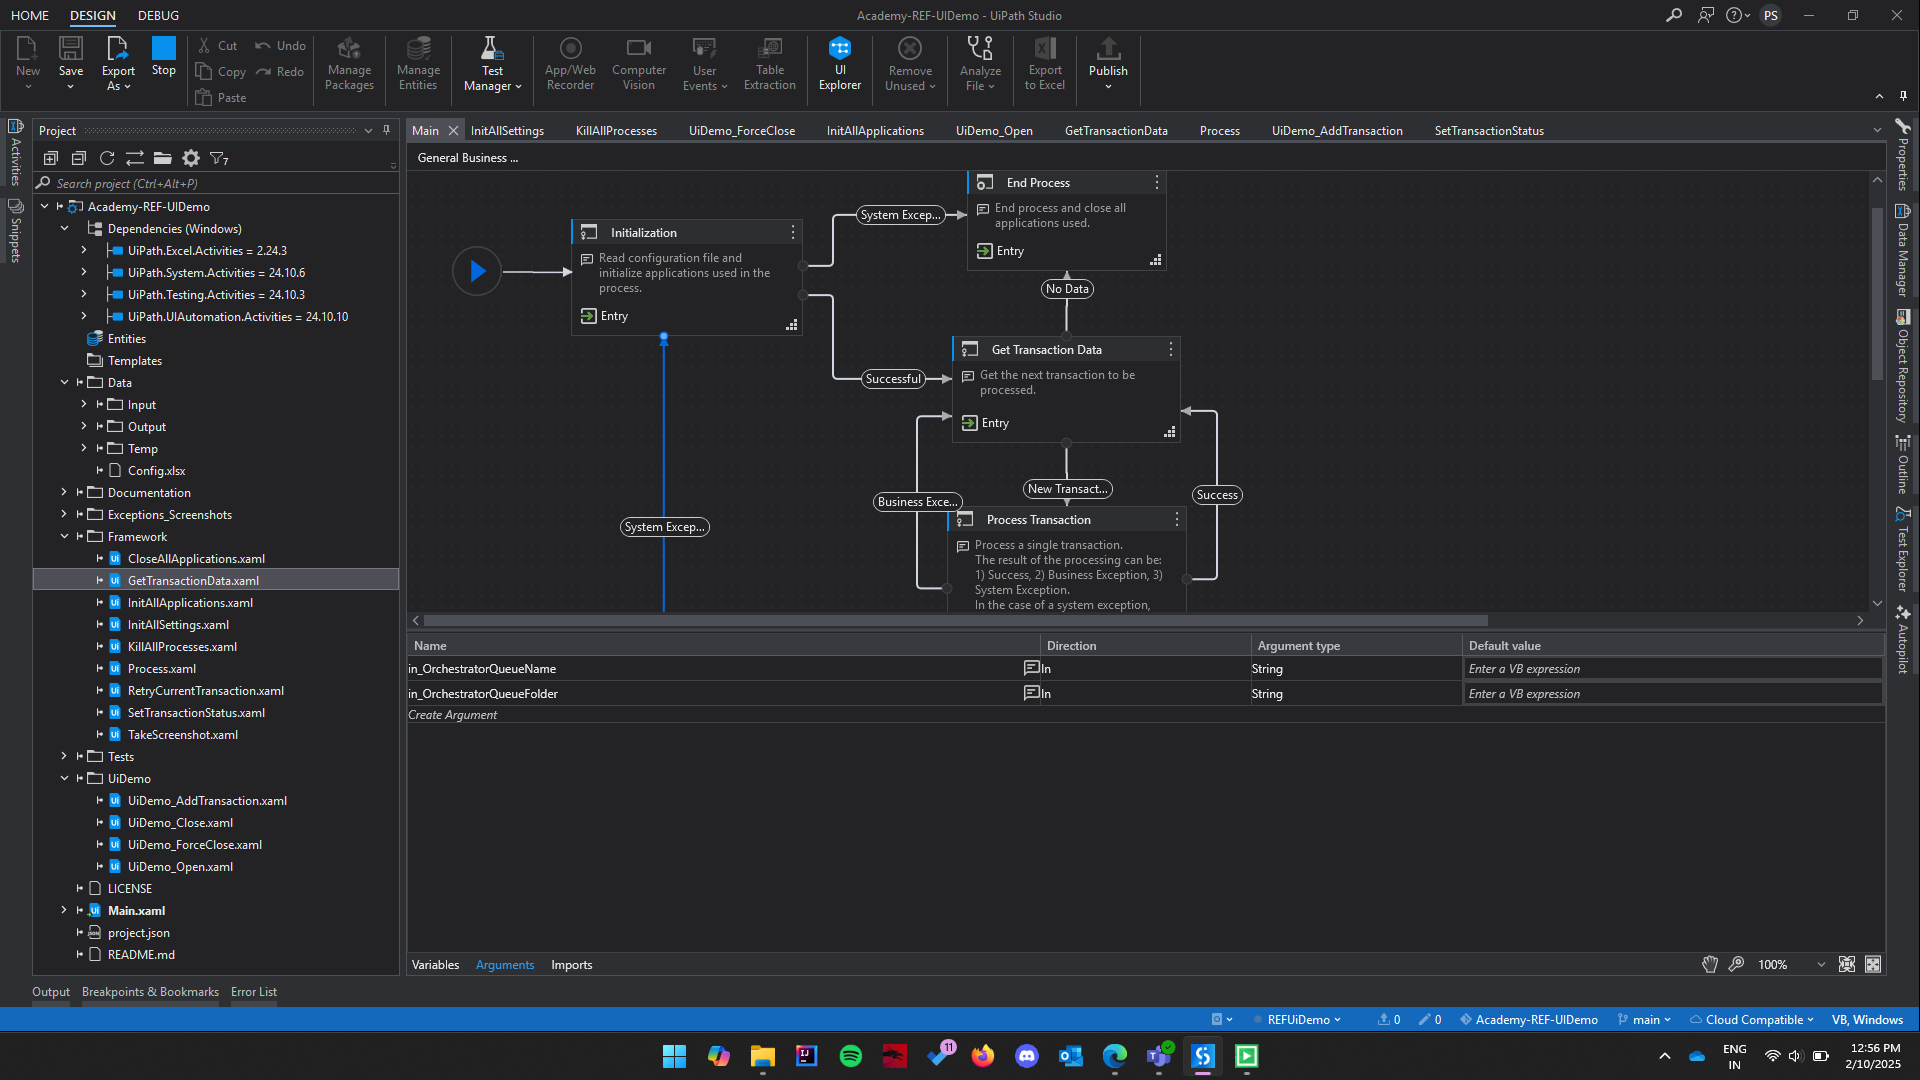 HOME DESIGN DEBUG
Academy-REF-UIDemo - UiPath Studio
PS
New
Save
Export As
Stop
Cut
Copy
Paste
Undo
Redo
Manage Packages
Manage Entities
Test Manager
App/Web Recorder
Computer Vision
User Events
Table Extraction
UI Explorer
Remove Unused
Analyze File
Export to Excel
Publish
Activities
Snippets
Project
7
Search project (Ctrl+Alt+P)
Academy-REF-UIDemo
Dependencies (Windows)
UiPath.Excel.Activities = 2.24.3
UiPath.System.Activities = 24.10.6
UiPath.Testing.Activities = 24.10.3
UiPath.UIAutomation.Activities = 24.10.10
Entities
Templates
Data
Input
Output
Temp
Config.xlsx
Documentation
Exceptions_Screenshots
Framework
CloseAllApplications.xaml
GetTransactionData.xaml
InitAllApplications.xaml
InitAllSettings.xaml
KillAllProcesses.xaml
Process.xaml
RetryCurrentTransaction.xaml
SetTransactionStatus.xaml
TakeScreenshot.xaml
Tests
UiDemo
UiDemo_AddTransaction.xaml
UiDemo_Close.xaml
UiDemo_ForceClose.xaml
UiDemo_Open.xaml
LICENSE
Main.xaml
project.json
README.md
Main InitAllSettings KillAllProcesses UiDemo_ForceClose InitAllApplications UiDemo_Open GetTransactionData Process UiDemo_AddTransaction SetTransactionStatus
General Business ...
Initialization
Read configuration file and
initialize applications used in the
process.
Entry
System Excep...
End Process
End process and close all
applications used.
Entry
No Data
Successful
Get Transaction Data
Get the next transaction to be
processed.
Entry
New Transact...
Business Exce...
Success
System Excep...
Process Transaction
Process a single transaction.
The result of the processing can be:
1) Success, 2) Business Exception, 3)
System Exception.
In the case of a system exception,
Name Direction Argument type Default value
in_OrchestratorQueueName In String Enter a VB expression
in_OrchestratorQueueFolder In String Enter a VB expression
Create Argument
Variables Arguments Imports
100%
Properties
Data Manager
Object Repository
Outline
Test Explorer
Autopilot
Output Breakpoints & Bookmarks Error List
REFUiDemo 0 0 Academy-REF-UIDemo main Cloud Compatible VB, Windows
11
ENG
IN
12:56 PM
2/10/2025